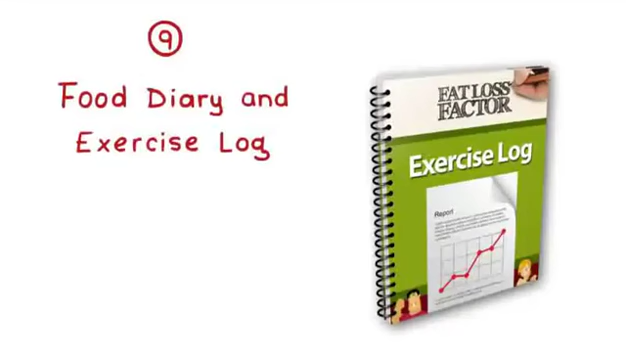 9
Food Diary and
Exercise Log
FAT LOSS
FACTOR
Exercise Log
Report